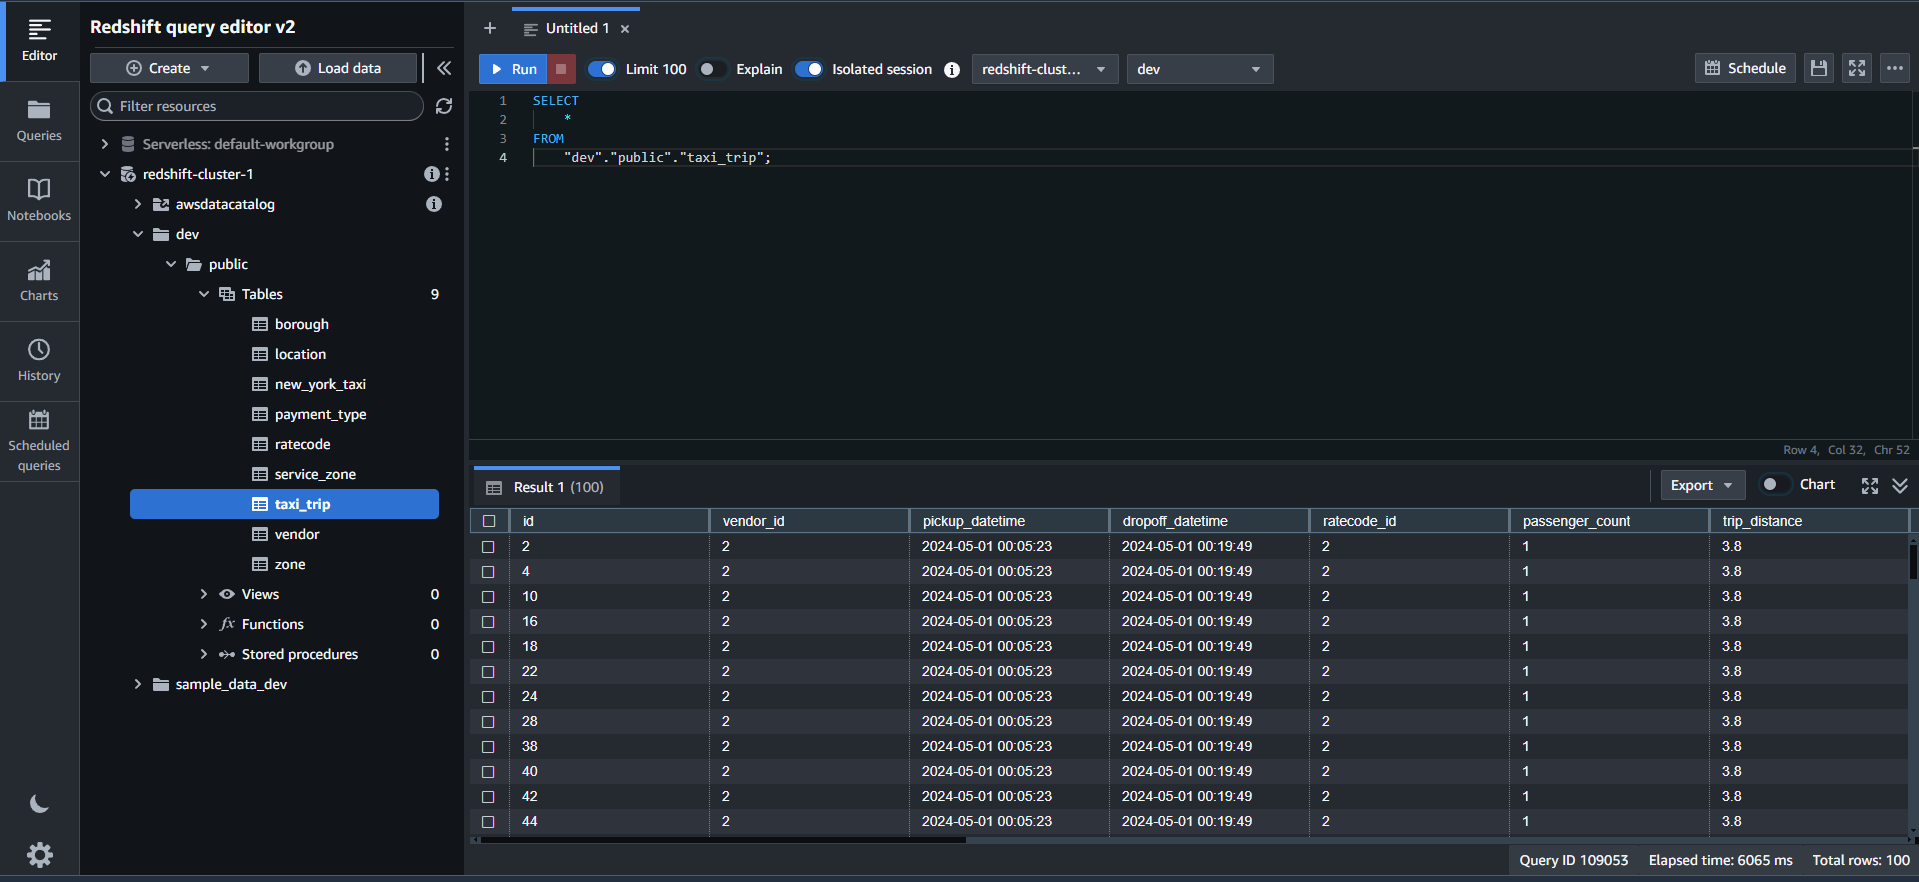 Editor
Queries
Notebooks
Charts
History
Scheduled
queries
Redshift query editor v2
Create
Load data
Filter resources
Serverless: default-workgroup
redshift-cluster-1
awsdatacatalog
dev
public
Tables 9
borough
location
new_york_taxi
payment_type
ratecode
service_zone
taxi_trip
vendor
zone
Views 0
fx Functions 0
Stored procedures 0
sample_data_dev
+ Untitled 1 ×
Run Limit 100 Explain Isolated session i redshift-clust... dev Schedule
1 SELECT
2 *
3 FROM
4 "dev"."public"."taxi_trip";
Row 4, Col 32, Chr 52
Result 1 (100) Export Chart
id vendor_id pickup_datetime dropoff_datetime ratecode_id passenger_count trip_distance
2 2 2024-05-01 00:05:23 2024-05-01 00:19:49 2 1 3.8
4 2 2024-05-01 00:05:23 2024-05-01 00:19:49 2 1 3.8
10 2 2024-05-01 00:05:23 2024-05-01 00:19:49 2 1 3.8
16 2 2024-05-01 00:05:23 2024-05-01 00:19:49 2 1 3.8
18 2 2024-05-01 00:05:23 2024-05-01 00:19:49 2 1 3.8
22 2 2024-05-01 00:05:23 2024-05-01 00:19:49 2 1 3.8
24 2 2024-05-01 00:05:23 2024-05-01 00:19:49 2 1 3.8
28 2 2024-05-01 00:05:23 2024-05-01 00:19:49 2 1 3.8
38 2 2024-05-01 00:05:23 2024-05-01 00:19:49 2 1 3.8
40 2 2024-05-01 00:05:23 2024-05-01 00:19:49 2 1 3.8
42 2 2024-05-01 00:05:23 2024-05-01 00:19:49 2 1 3.8
44 2 2024-05-01 00:05:23 2024-05-01 00:19:49 2 1 3.8
Query ID 109053 Elapsed time: 6065 ms Total rows: 100